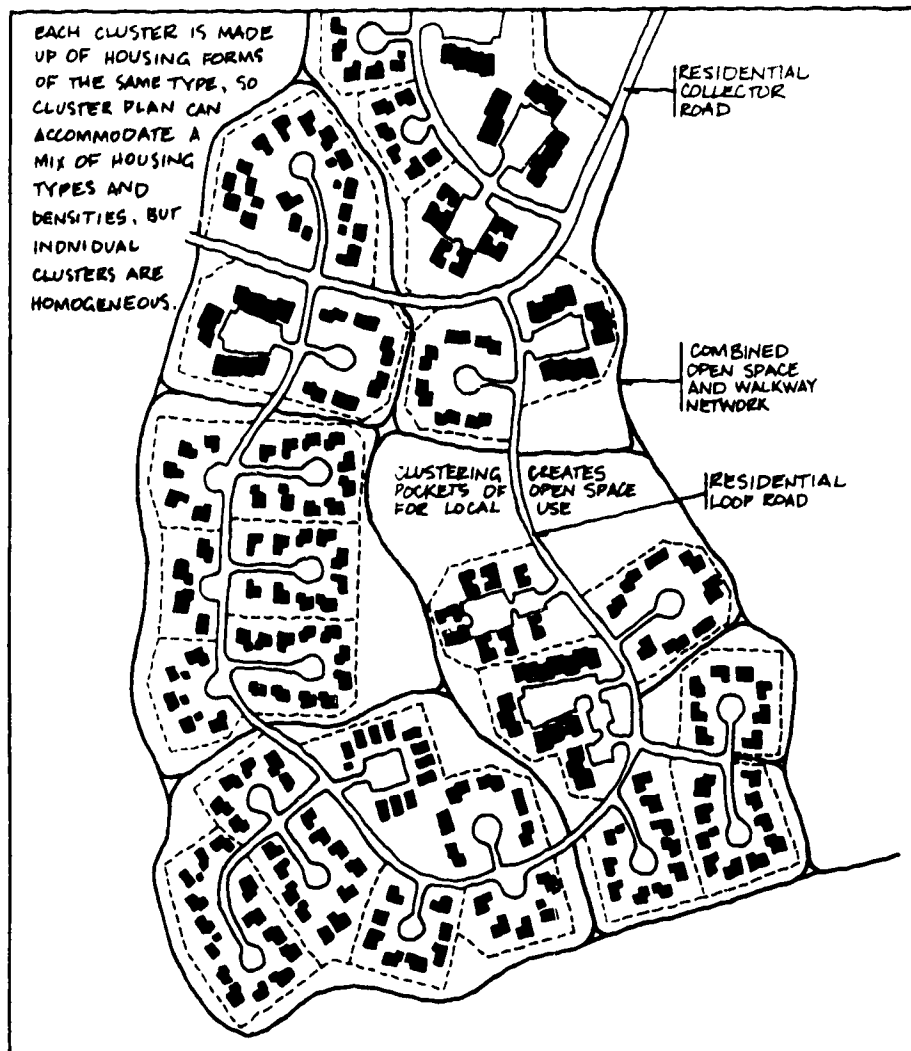 EACH CLUSTER IS MADE
UP OF HOUSING FORMS
OF THE SAME TYPE, SO
CLUSTER PLAN CAN
ACCOMMODATE A
MIX OF HOUSING
TYPES AND
DENSITIES, BUT
INDIVIDUAL
CLUSTERS ARE
HOMOGENEOUS.
RESIDENTIAL
COLLECTOR
ROAD
COMBINED
OPEN SPACE
AND WALKWAY
NETWORK
CLUSTERING CREATES
POCKETS OF OPEN SPACE
FOR LOCAL USE
RESIDENTIAL
LOOP ROAD